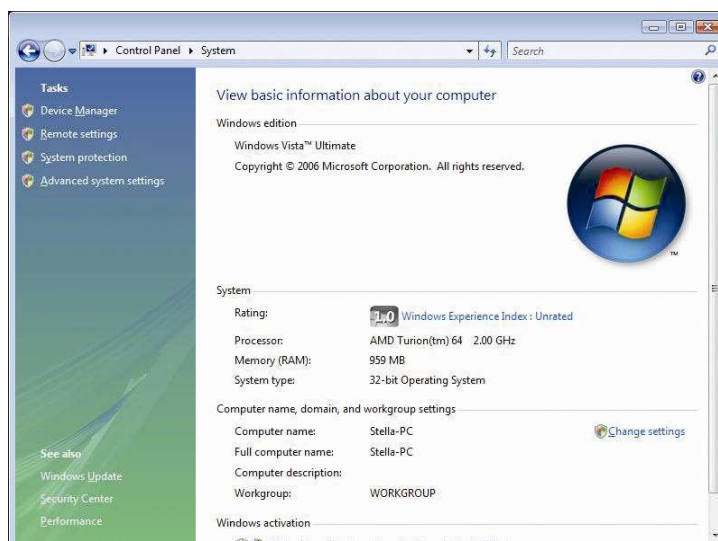 Control Panel ▸ System
Search
Tasks
Device Manager
Remote settings
System protection
Advanced system settings
See also
Windows Update
Security Center
Performance
View basic information about your computer
Windows edition
Windows Vista™ Ultimate
Copyright © 2006 Microsoft Corporation. All rights reserved.
TM
System
Rating: 1.0 Windows Experience Index : Unrated
Processor: AMD Turion(tm) 64 2.00 GHz
Memory (RAM): 959 MB
System type: 32-bit Operating System
Computer name, domain, and workgroup settings
Computer name: Stella-PC Change settings
Full computer name: Stella-PC
Computer description:
Workgroup: WORKGROUP
Windows activation